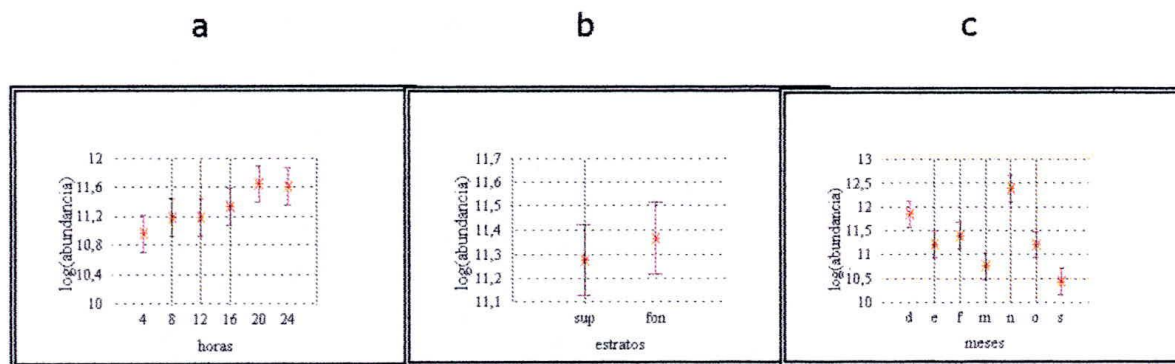 a
b
c
log(abundancia)
12
11,6
11,2
10,8
10,4
10
4 8 12 16 20 24
horas
log(abundancia)
11,7
11,6
11,5
11,4
11,3
11,2
11,1
sup fon
estratos
log(abundancia)
13
12,5
12
11,5
11
10,5
10
d e f m n o s
meses